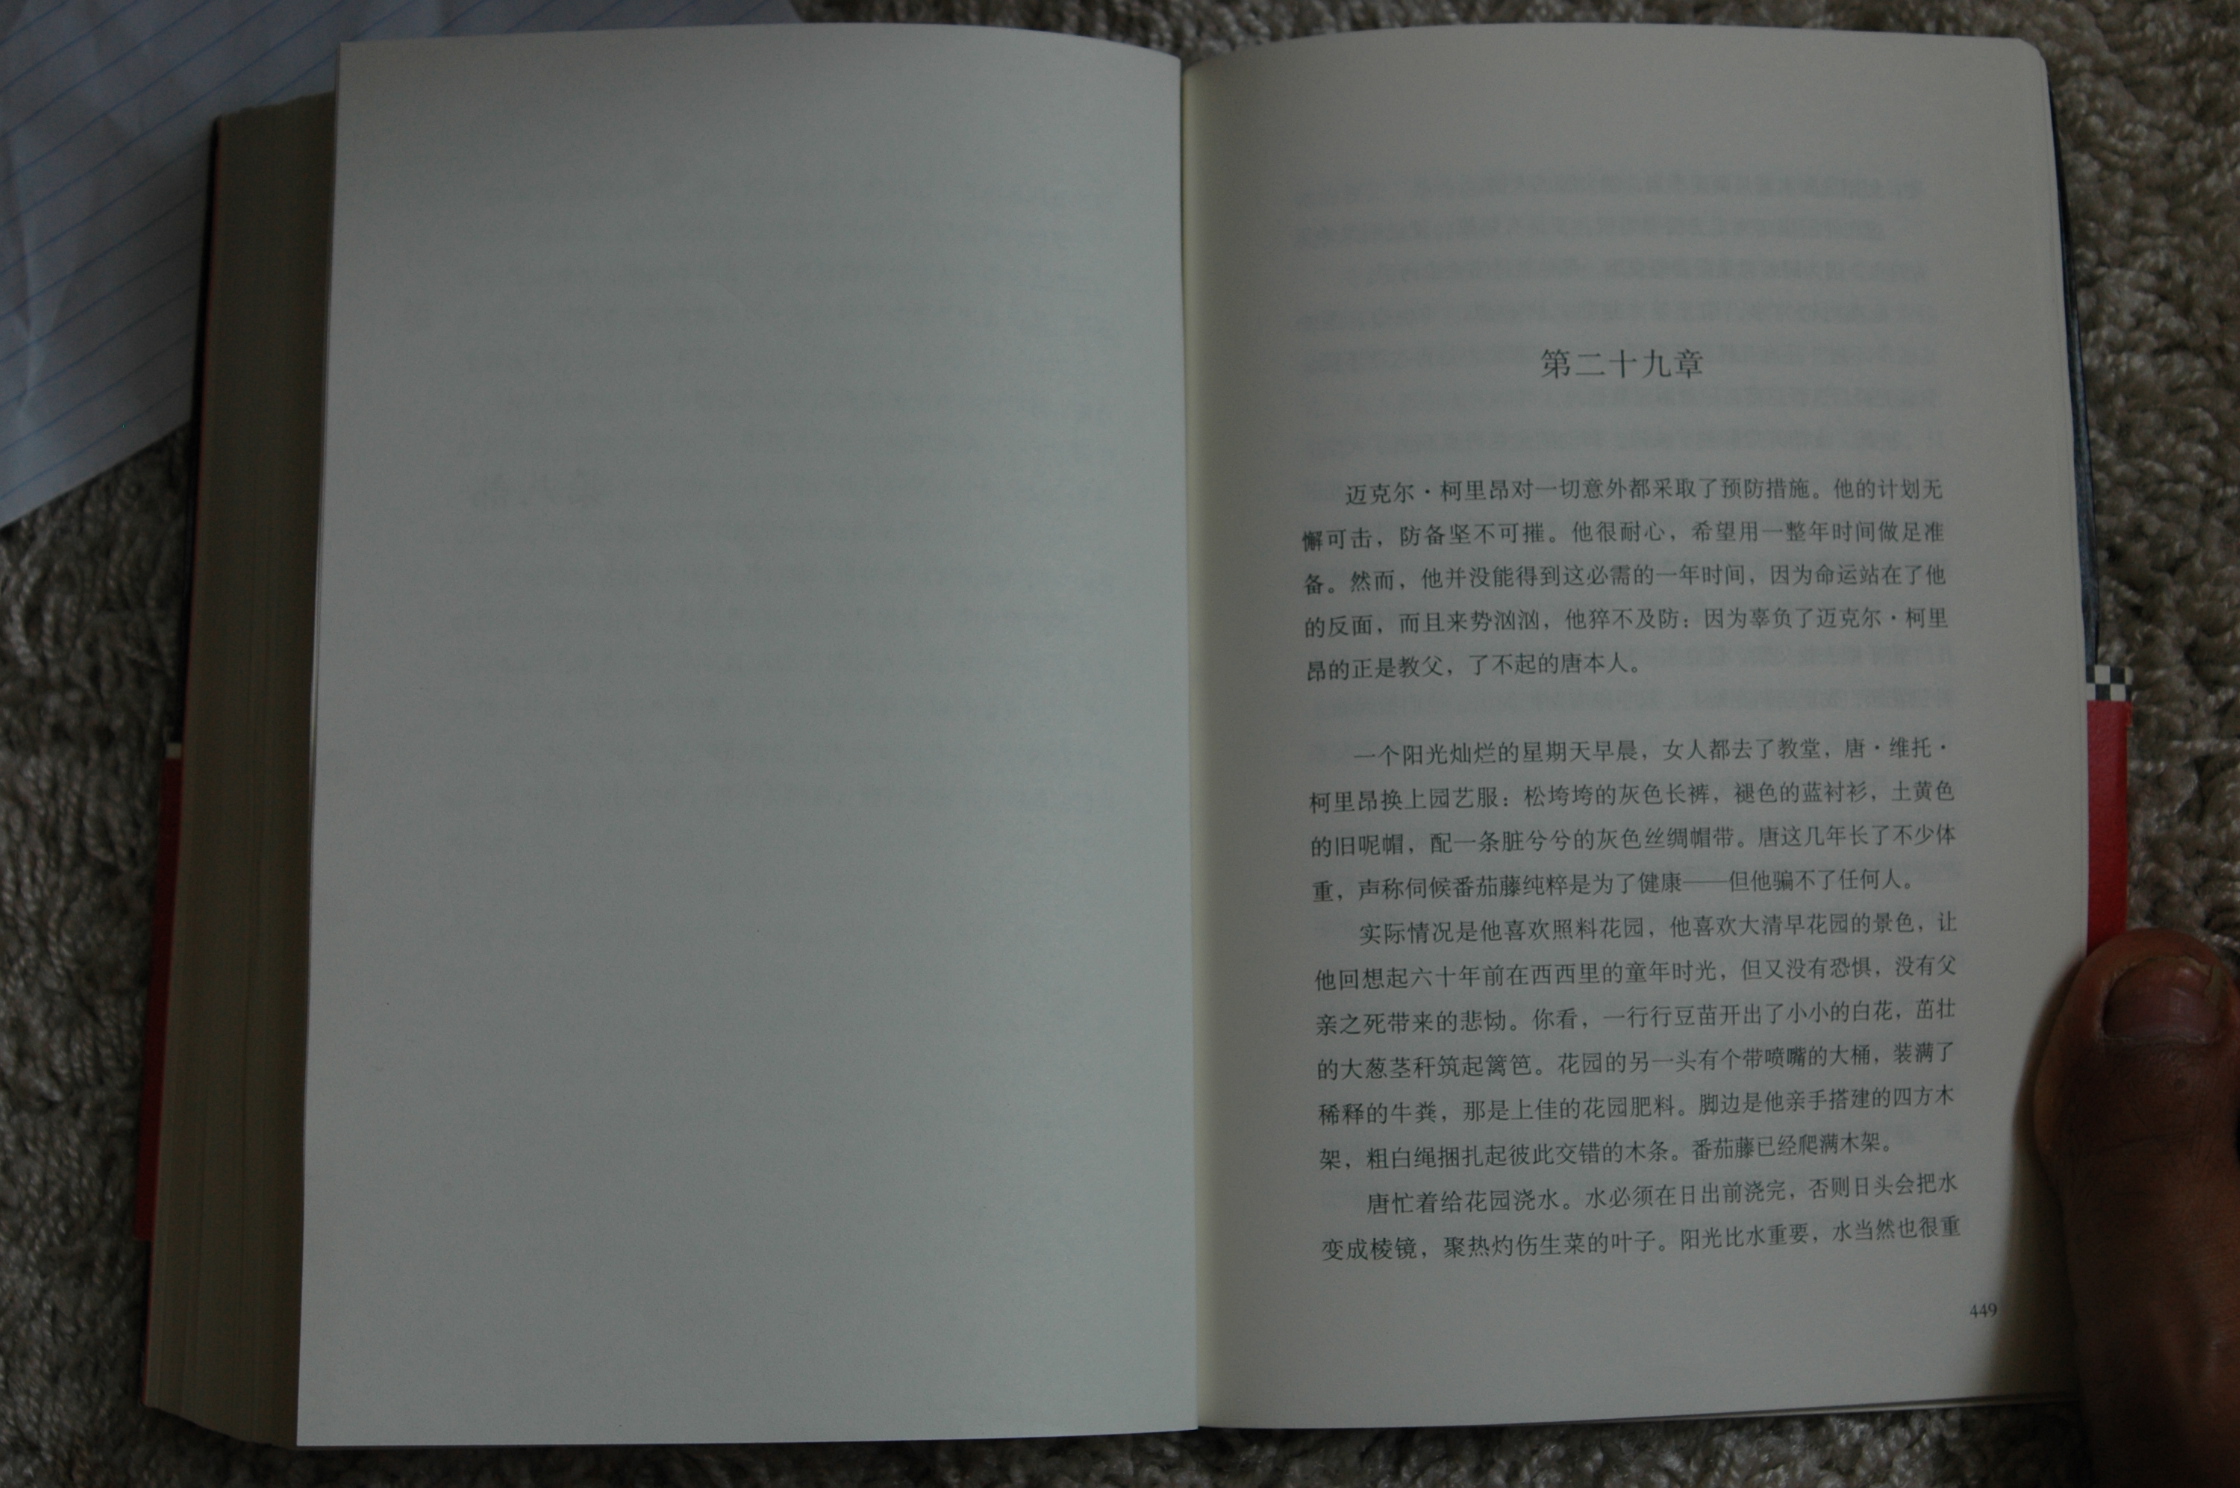 第二十九章
迈克尔·柯里昂对一切意外都采取了预防措施。他的计划无
懈可击，防备坚不可摧。他很耐心，希望用一整年时间做足准
备。然而，他并没能得到这必需的一年时间，因为命运站在了他
的反面，而且来势汹汹，他猝不及防：因为辜负了迈克尔·柯里
昂的正是教父，了不起的唐本人。
一个阳光灿烂的星期天早晨，女人都去了教堂，唐·维托·
柯里昂换上园艺服：松垮垮的灰色长裤，褪色的蓝衬衫，土黄色
的旧呢帽，配一条脏兮兮的灰色丝绸帽带。唐这几年长了不少体
重，声称伺候番茄藤纯粹是为了健康——但他骗不了任何人。
实际情况是他喜欢照料花园，他喜欢大清早花园的景色，让
他回想起六十年前在西西里的童年时光，但又没有恐惧，没有父
亲之死带来的悲恸。你看，一行行豆苗开出了小小的白花，茁壮
的大葱茎秆筑起篱笆。花园的另一头有个带喷嘴的大桶，装满了
稀释的牛粪，那是上佳的花园肥料。脚边是他亲手搭建的四方木
架，粗白绳捆扎起彼此交错的木条。番茄藤已经爬满木架。
唐忙着给花园浇水。水必须在日出前浇完，否则日头会把水
变成棱镜，聚热灼伤生菜的叶子。阳光比水重要，水当然也很重
449